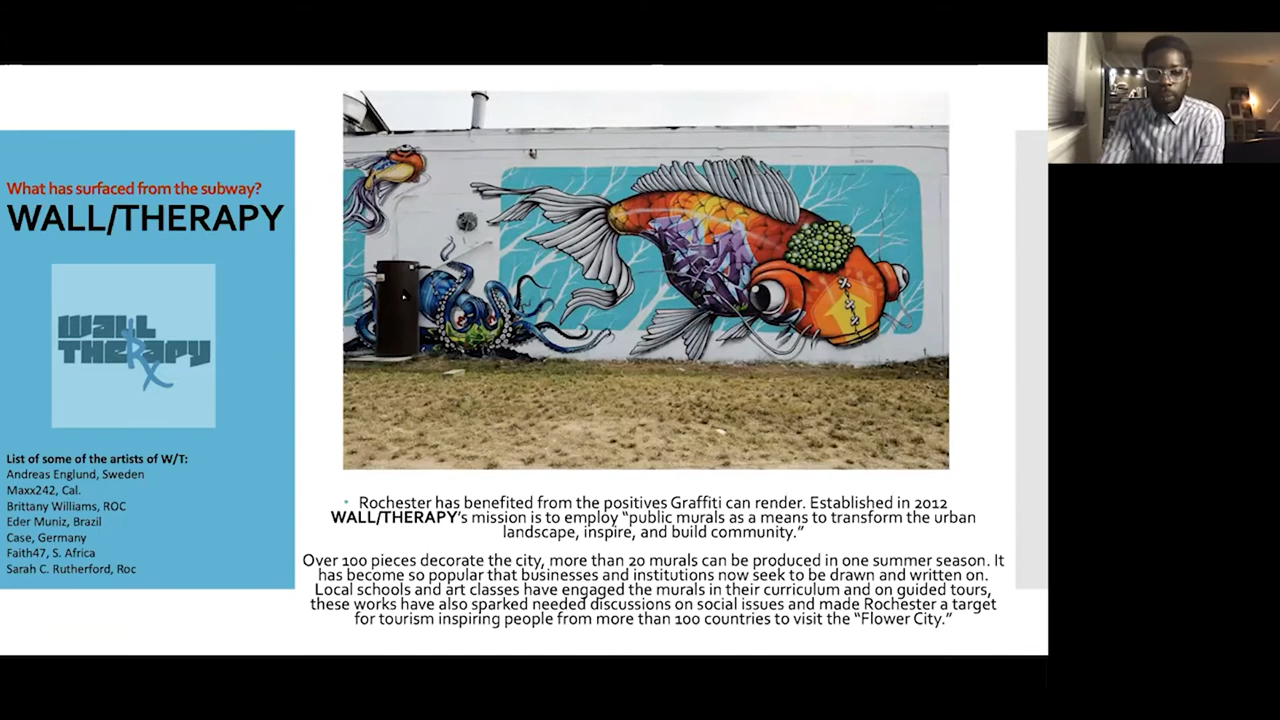 What has surfaced from the subway?
WALL/THERAPY
WALL
THERAPY
List of some of the artists of W/T:
Andreas Englund, Sweden
Maxx242, Cal.
Brittany Williams, ROC
Eder Muniz, Brazil
Case, Germany
Faith47, S. Africa
Sarah C. Rutherford, Roc
• Rochester has benefited from the positives Graffiti can render. Established in 2012
WALL/THERAPY's mission is to employ “public murals as a means to transform the urban
landscape, inspire, and build community.”
Over 100 pieces decorate the city, more than 20 murals can be produced in one summer season. It
has become so popular that businesses and institutions now seek to be drawn and written on.
Local schools and art classes have engaged the murals in their curriculum and on guided tours,
these works have also sparked needed discussions on social issues and made Rochester a target
for tourism inspiring people from more than 100 countries to visit the “Flower City.”